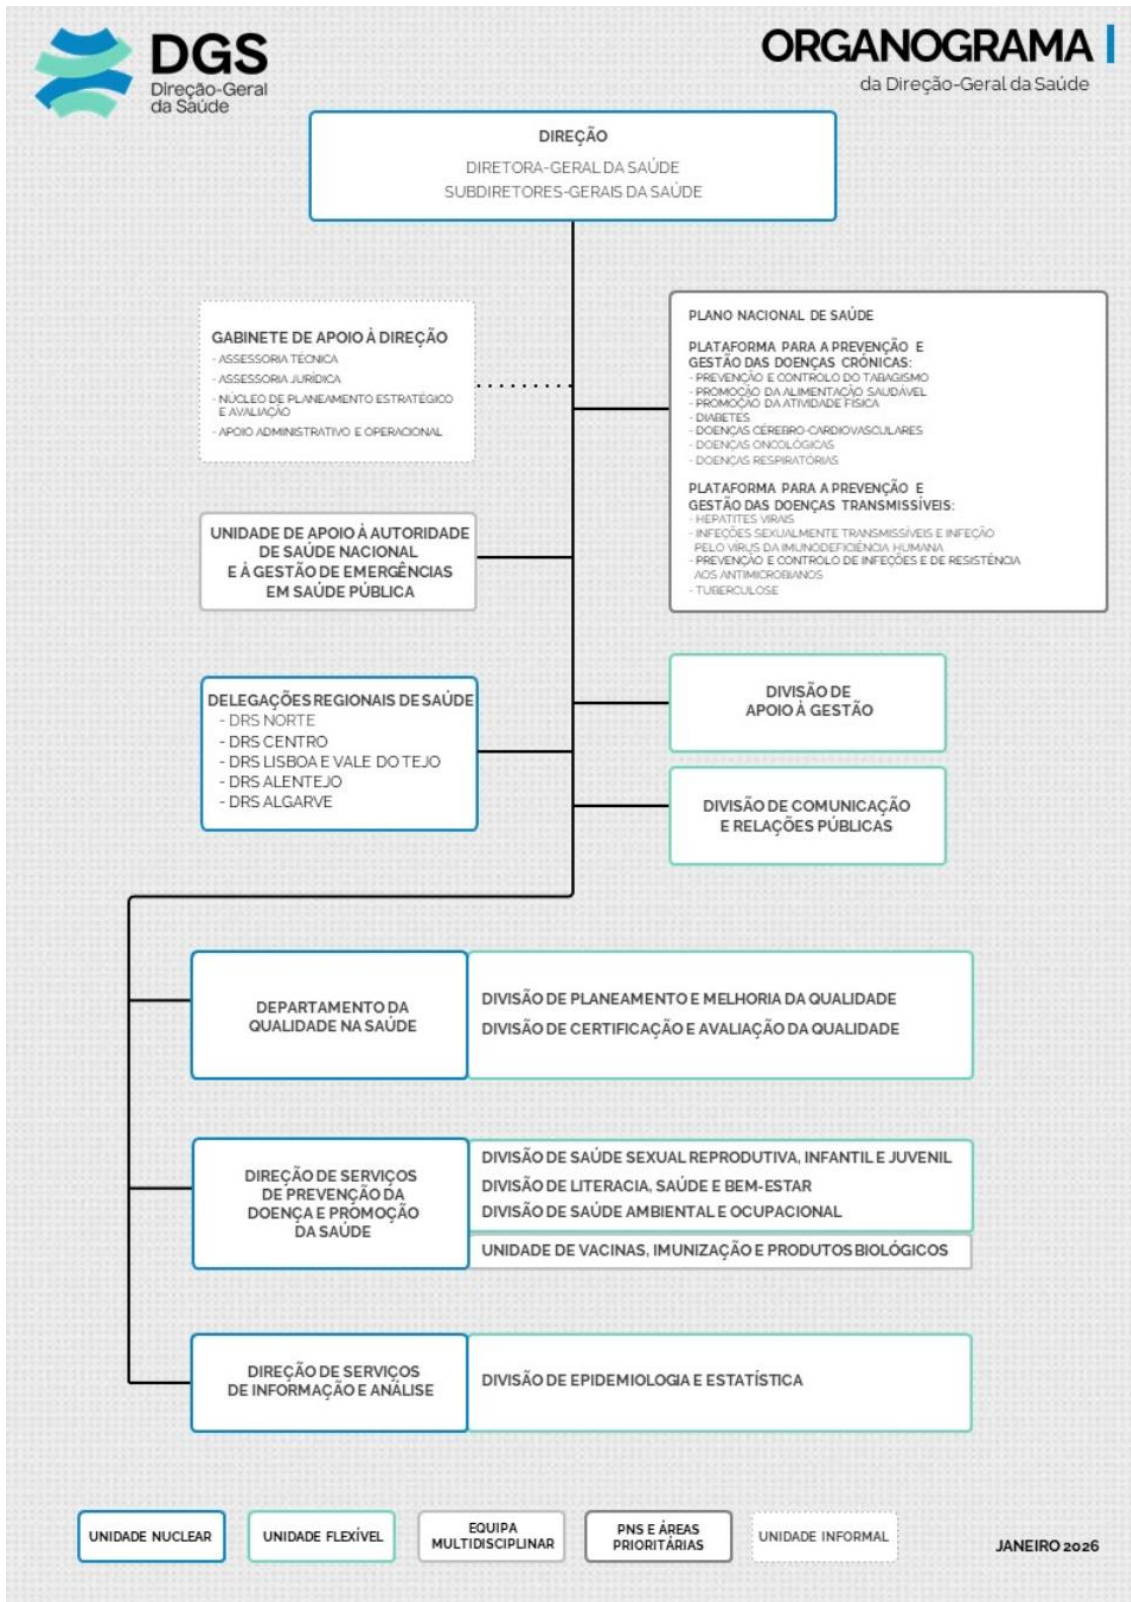 DGS
Direção-Geral
da Saúde
ORGANOGRAMA
da Direção-Geral da Saúde
DIREÇÃO
DIRETORA-GERAL DA SAÚDE
SUBDIRETORES-GERAIS DA SAÚDE
GABINETE DE APOIO À DIREÇÃO
- ASSESSORIA TÉCNICA
- ASSESSORIA JURÍDICA
- NÚCLEO DE PLANEAMENTO ESTRATÉGICO
E AVALIAÇÃO
- APOIO ADMINISTRATIVO E OPERACIONAL
PLANO NACIONAL DE SAÚDE
PLATAFORMA PARA A PREVENÇÃO E
GESTÃO DAS DOENÇAS CRÓNICAS:
- PREVENÇÃO E CONTROLO DO TABAGISMO
- PROMOÇÃO DA ALIMENTAÇÃO SAUDÁVEL
- PROMOÇÃO DA ATIVIDADE FÍSICA
- DIABETES
- DOENÇAS CÉREBRO-CARDIOVASCULARES
- DOENÇAS ONCOLÓGICAS
- DOENÇAS RESPIRATÓRIAS
PLATAFORMA PARA A PREVENÇÃO E
GESTÃO DAS DOENÇAS TRANSMISSÍVEIS:
- HEPATITES VIRAIS
- INFEÇÕES SEXUALMENTE TRANSMISSÍVEIS E INFEÇÃO
PELO VÍRUS DA IMUNODEFICIÊNCIA HUMANA
- PREVENÇÃO E CONTROLO DE INFEÇÕES E DE RESISTÊNCIA
AOS ANTIMICROBIANOS
- TUBERCULOSE
UNIDADE DE APOIO À AUTORIDADE
DE SAÚDE NACIONAL
E À GESTÃO DE EMERGÊNCIAS
EM SAÚDE PÚBLICA
DELEGAÇÕES REGIONAIS DE SAÚDE
- DRS NORTE
- DRS CENTRO
- DRS LISBOA E VALE DO TEJO
- DRS ALENTEJO
- DRS ALGARVE
DIVISÃO DE
APOIO À GESTÃO
DIVISÃO DE COMUNICAÇÃO
E RELAÇÕES PÚBLICAS
DEPARTAMENTO DA
QUALIDADE NA SAÚDE
DIVISÃO DE PLANEAMENTO E MELHORIA DA QUALIDADE
DIVISÃO DE CERTIFICAÇÃO E AVALIAÇÃO DA QUALIDADE
DIREÇÃO DE SERVIÇOS
DE PREVENÇÃO DA
DOENÇA E PROMOÇÃO
DA SAÚDE
DIVISÃO DE SAÚDE SEXUAL REPRODUTIVA, INFANTIL E JUVENIL
DIVISÃO DE LITERACIA, SAÚDE E BEM-ESTAR
DIVISÃO DE SAÚDE AMBIENTAL E OCUPACIONAL
UNIDADE DE VACINAS, IMUNIZAÇÃO E PRODUTOS BIOLÓGICOS
DIREÇÃO DE SERVIÇOS
DE INFORMAÇÃO E ANÁLISE
DIVISÃO DE EPIDEMIOLOGIA E ESTATÍSTICA
UNIDADE NUCLEAR
UNIDADE FLEXÍVEL
EQUIPA
MULTIDISCIPLINAR
PNS E ÁREAS
PRIORITÁRIAS
UNIDADE INFORMAL
JANEIRO 2026